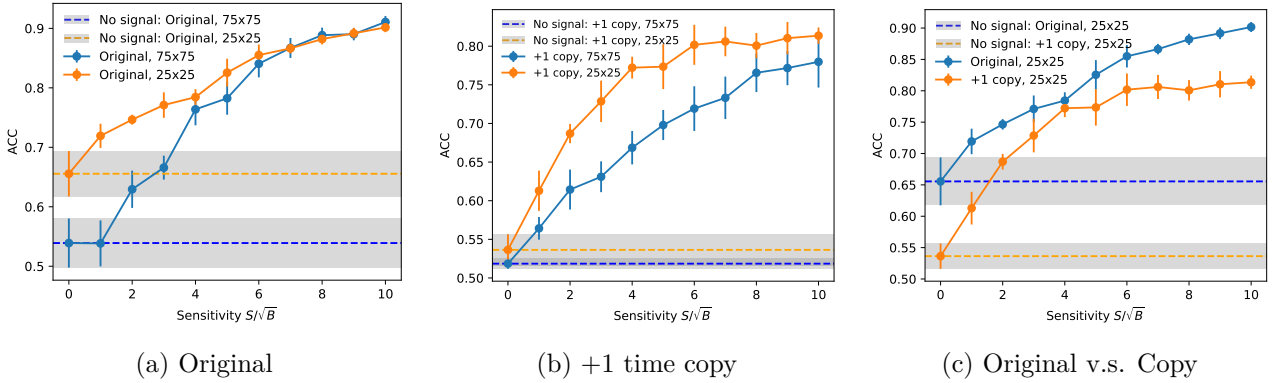 No signal: Original, 75x75
No signal: Original, 25x25
Original, 75x75
Original, 25x25
ACC
0.9
0.8
0.7
0.6
0.5
0 2 4 6 8 10
Sensitivity S/√B
(a) Original
No signal: +1 copy, 75x75
No signal: +1 copy, 25x25
+1 copy, 75x75
+1 copy, 25x25
ACC
0.80
0.75
0.70
0.65
0.60
0.55
0.50
0 2 4 6 8 10
Sensitivity S/√B
(b) +1 time copy
No signal: Original, 25x25
No signal: +1 copy, 25x25
Original, 25x25
+1 copy, 25x25
ACC
0.90
0.85
0.80
0.75
0.70
0.65
0.60
0.55
0.50
0 2 4 6 8 10
Sensitivity S/√B
(c) Original v.s. Copy